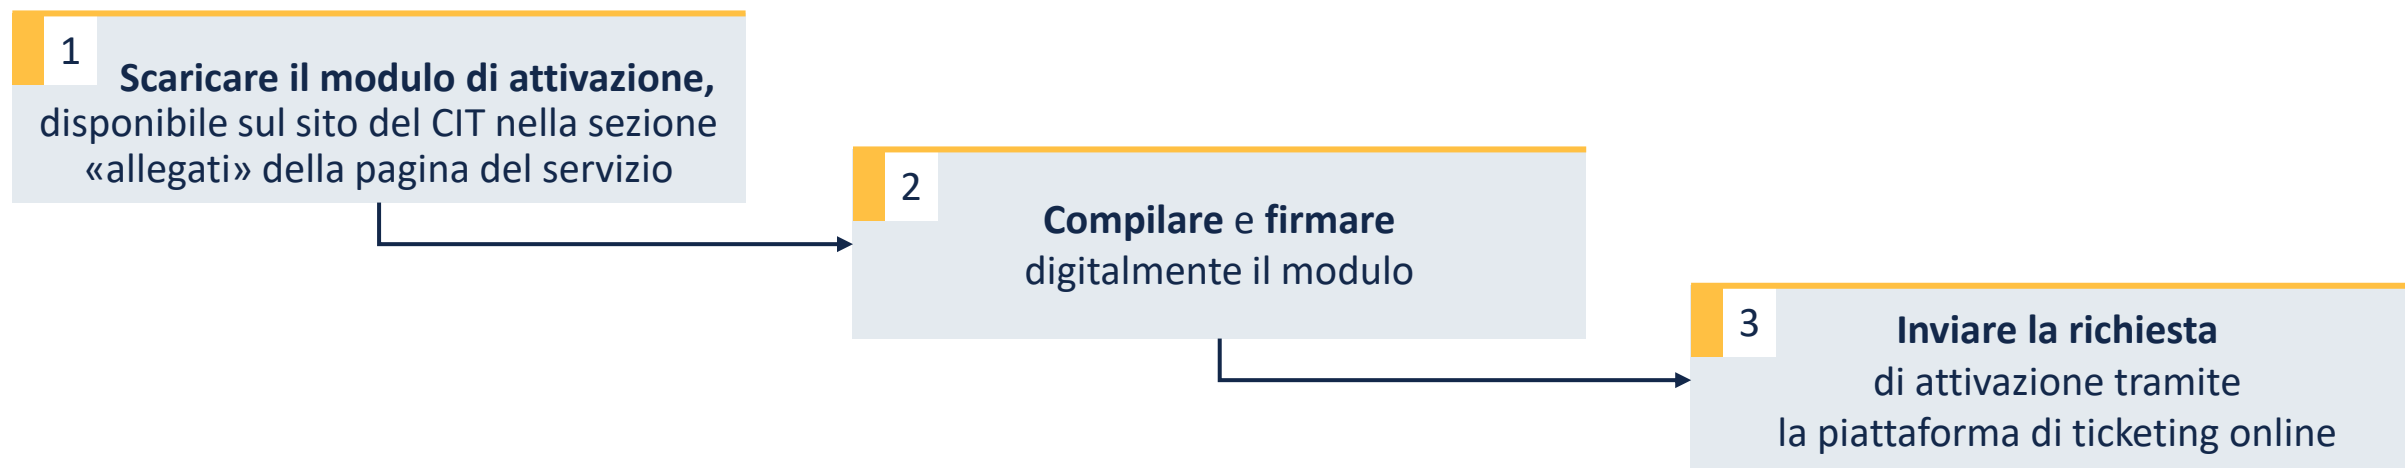 1
Scaricare il modulo di attivazione,
disponibile sul sito del CIT nella sezione
«allegati» della pagina del servizio
2
Compilare e firmare
digitalmente il modulo
3
Inviare la richiesta
di attivazione tramite
la piattaforma di ticketing online